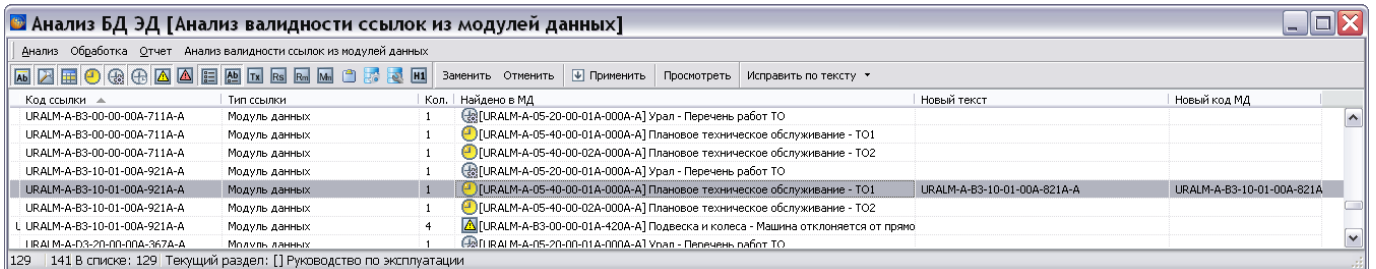 Анализ БД ЭД [Анализ валидности ссылок из модулей данных]
Анализ Обработка Отчет Анализ валидности ссылок из модулей данных
Ab Ab Tx Rs Rm Mm H1 Заменить Отменить Применить Просмотреть Исправить по тексту
Код ссылки Тип ссылки Кол. Найдено в МД Новый текст Новый код МД
URALM-A-B3-00-00-00A-711A-A Модуль данных 1 [URALM-A-05-20-00-01A-000A-A] Урал - Перечень работ ТО
URALM-A-B3-00-00-00A-711A-A Модуль данных 1 [URALM-A-05-40-00-01A-000A-A] Плановое техническое обслуживание - ТО1
URALM-A-B3-00-00-00A-711A-A Модуль данных 1 [URALM-A-05-40-00-02A-000A-A] Плановое техническое обслуживание - ТО2
URALM-A-B3-10-01-00A-921A-A Модуль данных 1 [URALM-A-05-20-00-01A-000A-A] Урал - Перечень работ ТО
URALM-A-B3-10-01-00A-921A-A Модуль данных 1 [URALM-A-05-40-00-01A-000A-A] Плановое техническое обслуживание - ТО1 URALM-A-B3-10-01-00A-821A-A URALM-A-B3-10-01-00A-821A
URALM-A-B3-10-01-00A-921A-A Модуль данных 1 [URALM-A-05-40-00-02A-000A-A] Плановое техническое обслуживание - ТО2
URALM-A-B3-10-01-00A-921A-A Модуль данных 4 [URALM-A-B3-00-00-01A-420A-A] Подвеска и колеса - Машина отклоняется от прямо
URALM-A-D3-20-00-00A-367A-A Модуль данных 1 [URALM-A-05-20-00-01A-000A-A] Урал - Перечень работ ТО
129 141 В списке: 129 Текущий раздел: [] Руководство по эксплуатации